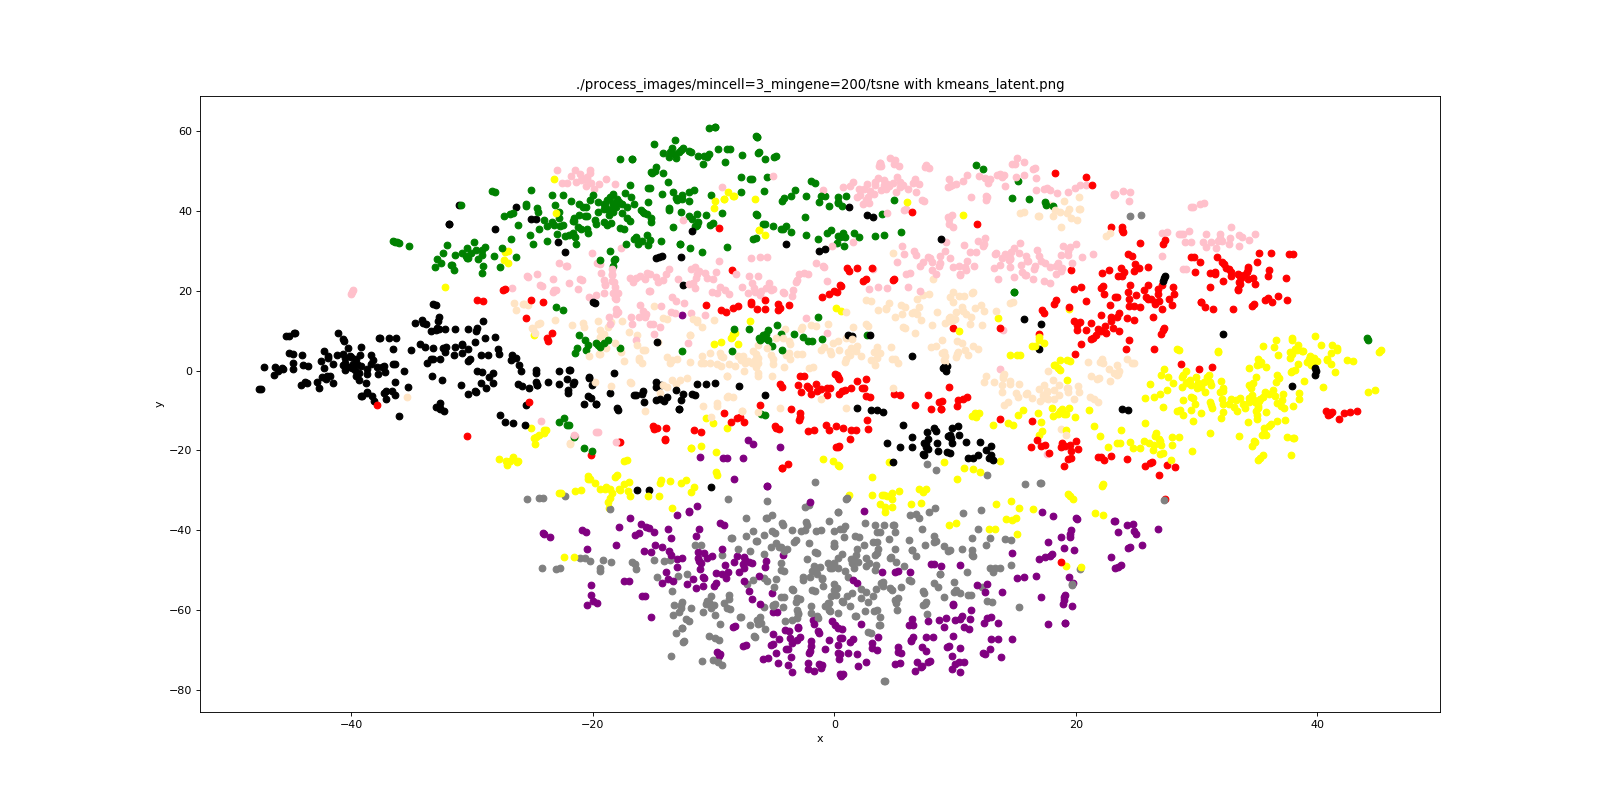 ./process_images/mincell=3_mingene=200/tsne with kmeans_latent.png
60
40
20
0
−20
−40
−60
−80
y
−40 −20 0 20 40
x